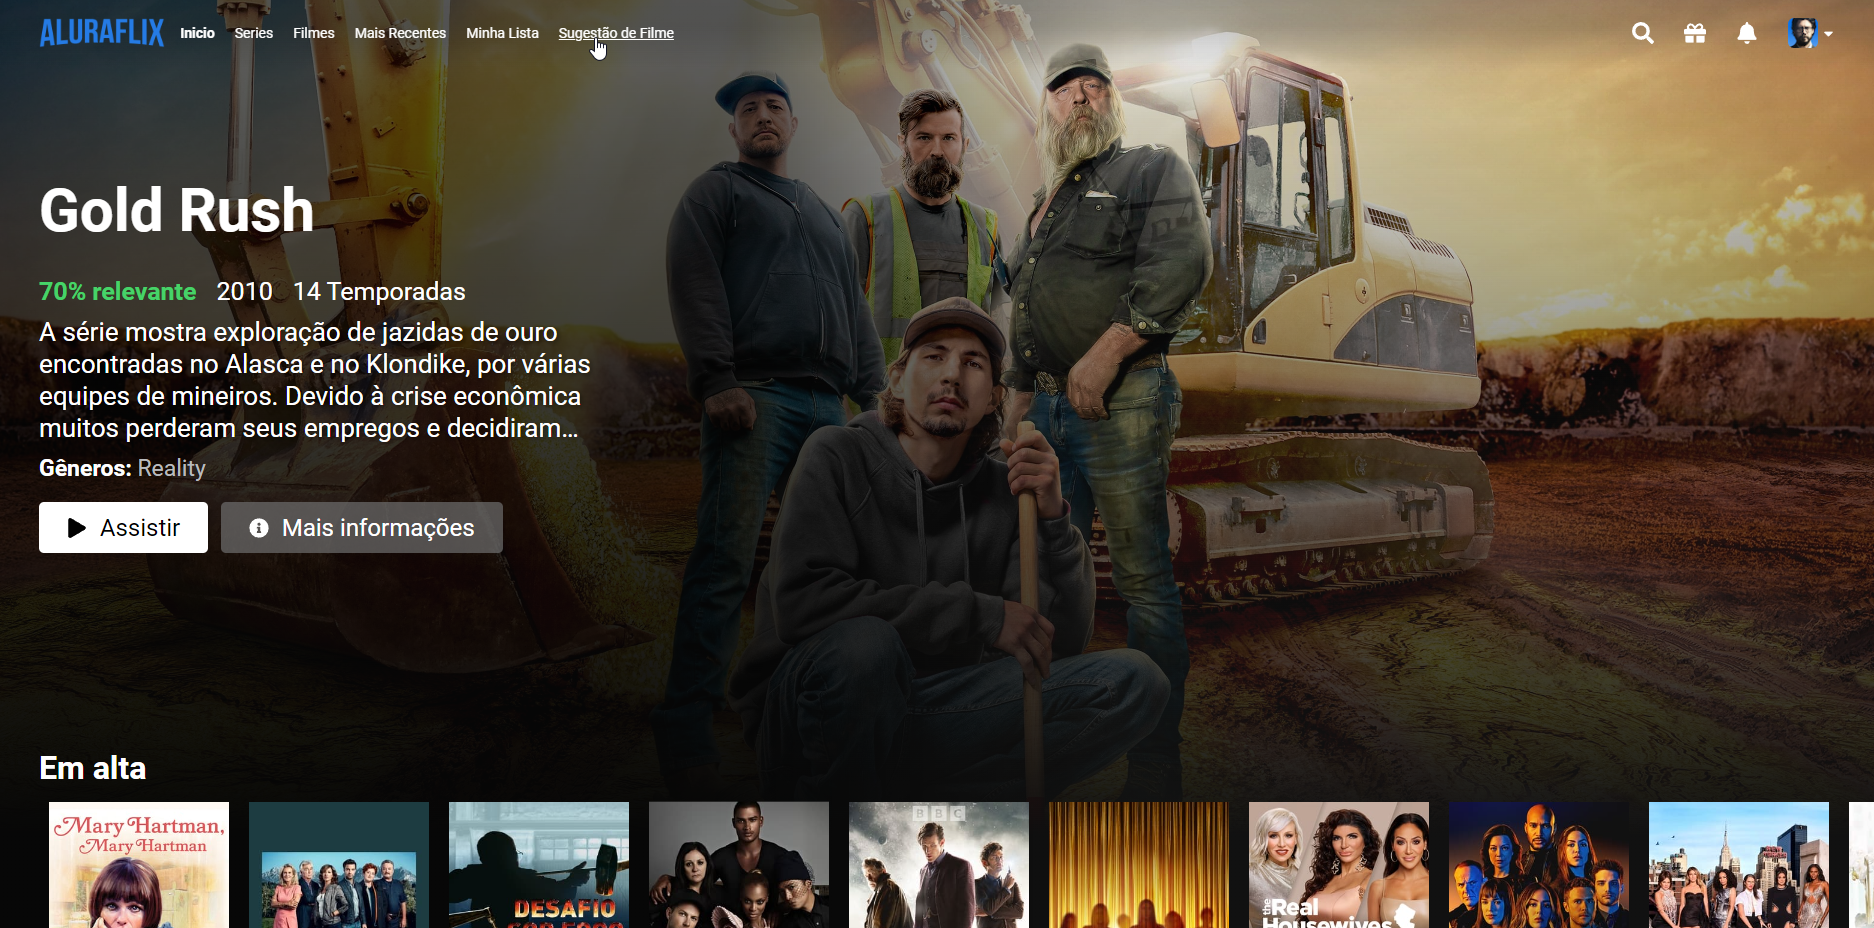 ALURAFLIX Inicio Series Filmes Mais Recentes Minha Lista Sugestão de Filme
Gold Rush
70% relevante 2010 14 Temporadas
A série mostra exploração de jazidas de ouro
encontradas no Alasca e no Klondike, por várias
equipes de mineiros. Devido à crise econômica
muitos perderam seus empregos e decidiram...
Gêneros: Reality
Assistir
Mais informações
Em alta
Mary Hartman,
Mary Hartman
DESAFIO
BBC
the Real
Housewives